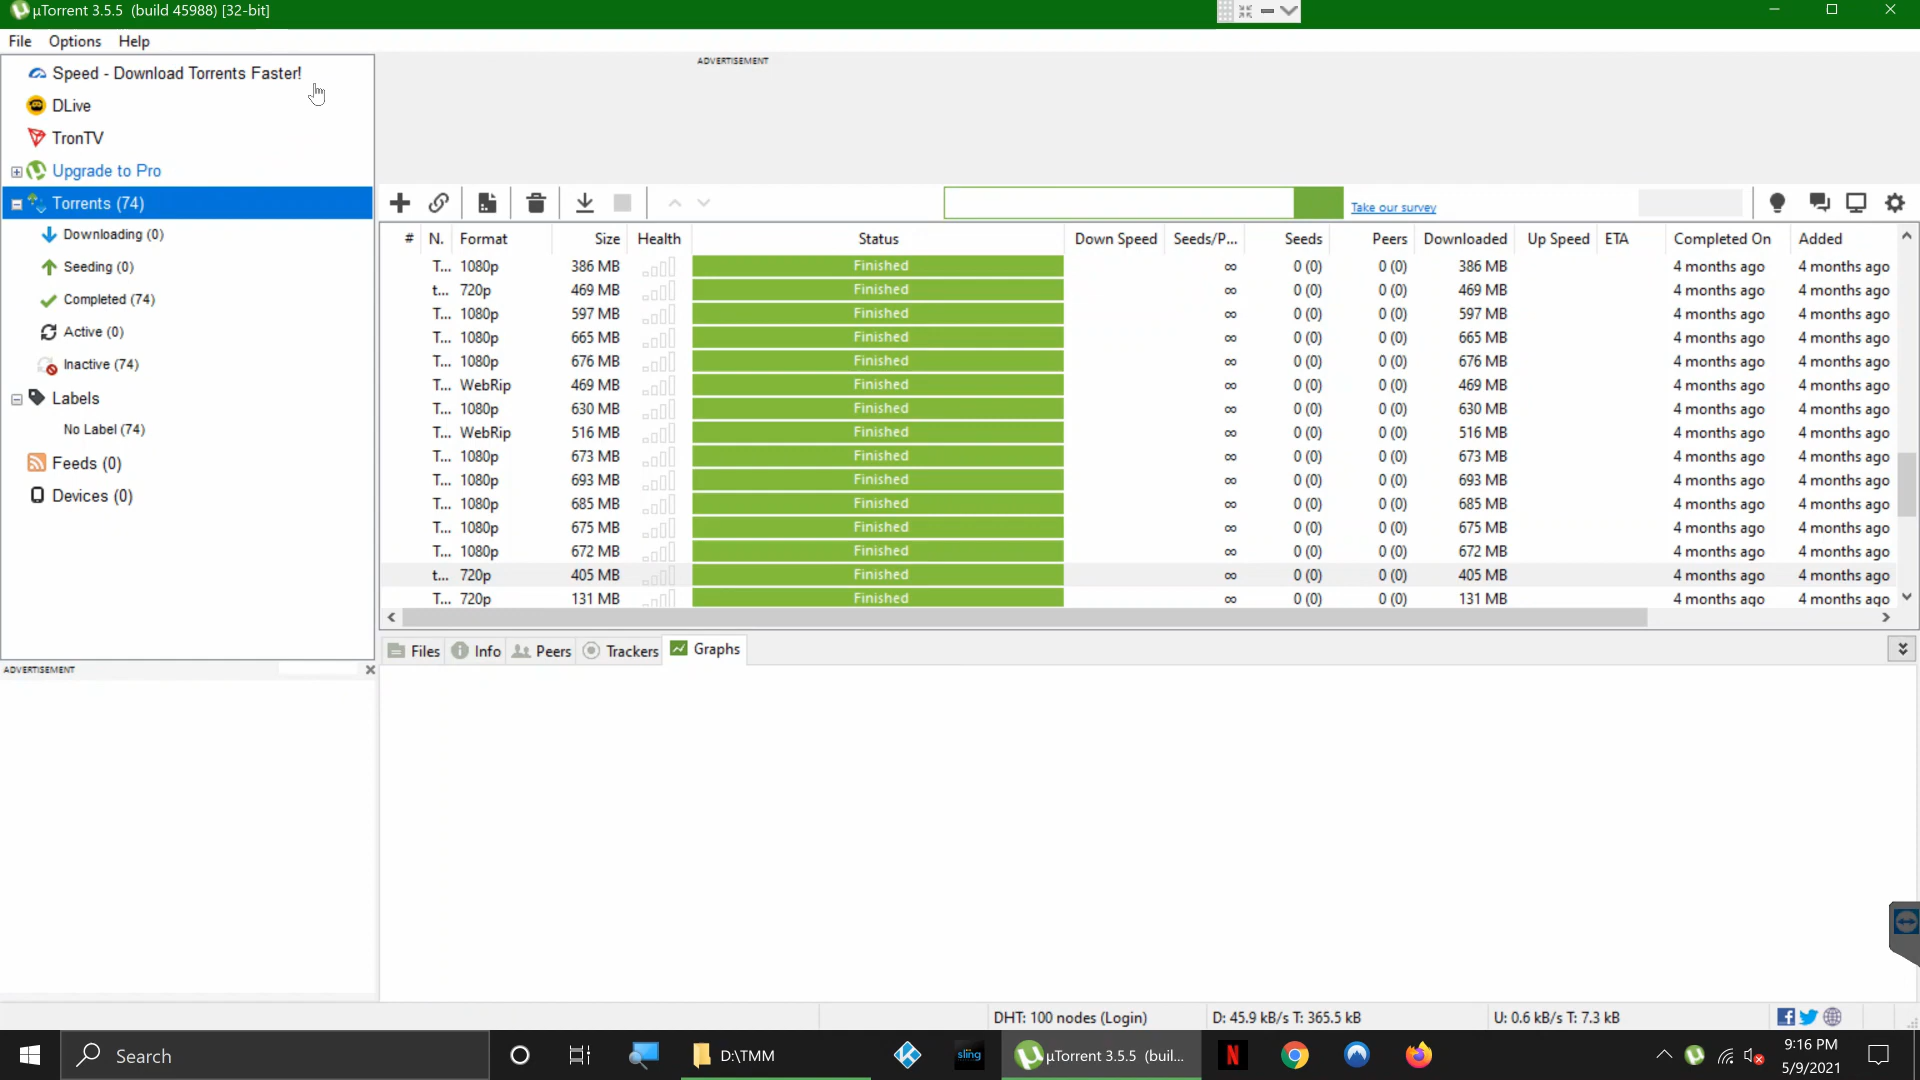 µTorrent 3.5.5 (build 45988) [32-bit]
File Options Help
Speed - Download Torrents Faster!
DLive
TronTV
Upgrade to Pro
Torrents (74)
Downloading (0)
Seeding (0)
Completed (74)
Active (0)
Inactive (74)
Labels
No Label (74)
Feeds (0)
Devices (0)
ADVERTISEMENT
ADVERTISEMENT
Take our survey
# N. Format Size Health Status Down Speed Seeds/P... Seeds Peers Downloaded Up Speed ETA Completed On Added
T... 1080p 386 MB Finished ∞ 0 (0) 0 (0) 386 MB 4 months ago 4 months ago
t... 720p 469 MB Finished ∞ 0 (0) 0 (0) 469 MB 4 months ago 4 months ago
T... 1080p 597 MB Finished ∞ 0 (0) 0 (0) 597 MB 4 months ago 4 months ago
T... 1080p 665 MB Finished ∞ 0 (0) 0 (0) 665 MB 4 months ago 4 months ago
T... 1080p 676 MB Finished ∞ 0 (0) 0 (0) 676 MB 4 months ago 4 months ago
T... WebRip 469 MB Finished ∞ 0 (0) 0 (0) 469 MB 4 months ago 4 months ago
T... 1080p 630 MB Finished ∞ 0 (0) 0 (0) 630 MB 4 months ago 4 months ago
T... WebRip 516 MB Finished ∞ 0 (0) 0 (0) 516 MB 4 months ago 4 months ago
T... 1080p 673 MB Finished ∞ 0 (0) 0 (0) 673 MB 4 months ago 4 months ago
T... 1080p 693 MB Finished ∞ 0 (0) 0 (0) 693 MB 4 months ago 4 months ago
T... 1080p 685 MB Finished ∞ 0 (0) 0 (0) 685 MB 4 months ago 4 months ago
T... 1080p 675 MB Finished ∞ 0 (0) 0 (0) 675 MB 4 months ago 4 months ago
T... 1080p 672 MB Finished ∞ 0 (0) 0 (0) 672 MB 4 months ago 4 months ago
t... 720p 405 MB Finished ∞ 0 (0) 0 (0) 405 MB 4 months ago 4 months ago
T... 720p 131 MB Finished ∞ 0 (0) 0 (0) 131 MB 4 months ago 4 months ago
Files Info Peers Trackers Graphs
DHT: 100 nodes (Login) D: 45.9 kB/s T: 365.5 kB U: 0.6 kB/s T: 7.3 kB
Search
D:\TMM
sling
µTorrent 3.5.5 (buil...
N
9:16 PM
5/9/2021